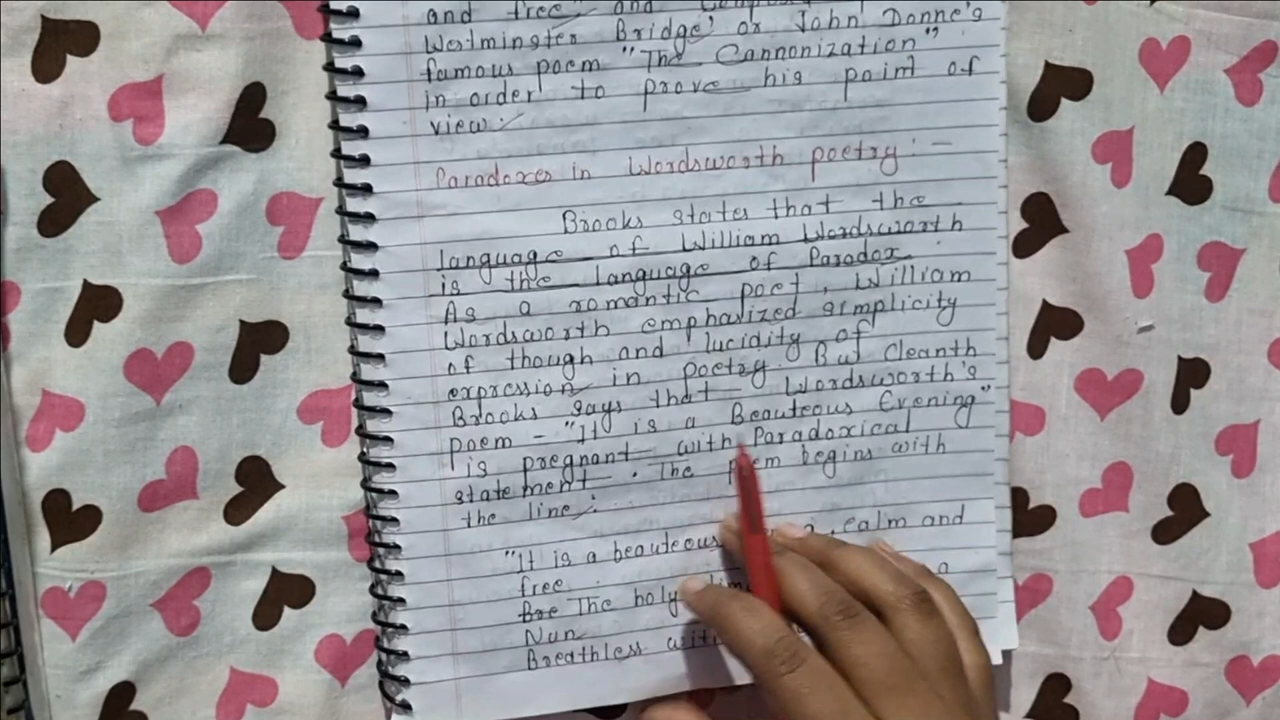 and free" and
Westminster Bridge' or John Donne's
famous poem "The Cannonization"
in order to prove his point of
view.
Paradoxes in Wordsworth poetry:-
Brooks states that the
language of William Wordsworth
is the language of Paradox.
As a romantic poet, William
Wordsworth emphasized simplicity
of though and lucidity of
expression in poetry. But Cleanth
Brooks says that Wordsworth's
poem - "It is a Beauteous Evening"
is pregnant with Paradoxical
statement. The poem begins with
the line:
"It is a beauteous calm and
free
The holy a
Nun
Breathless with